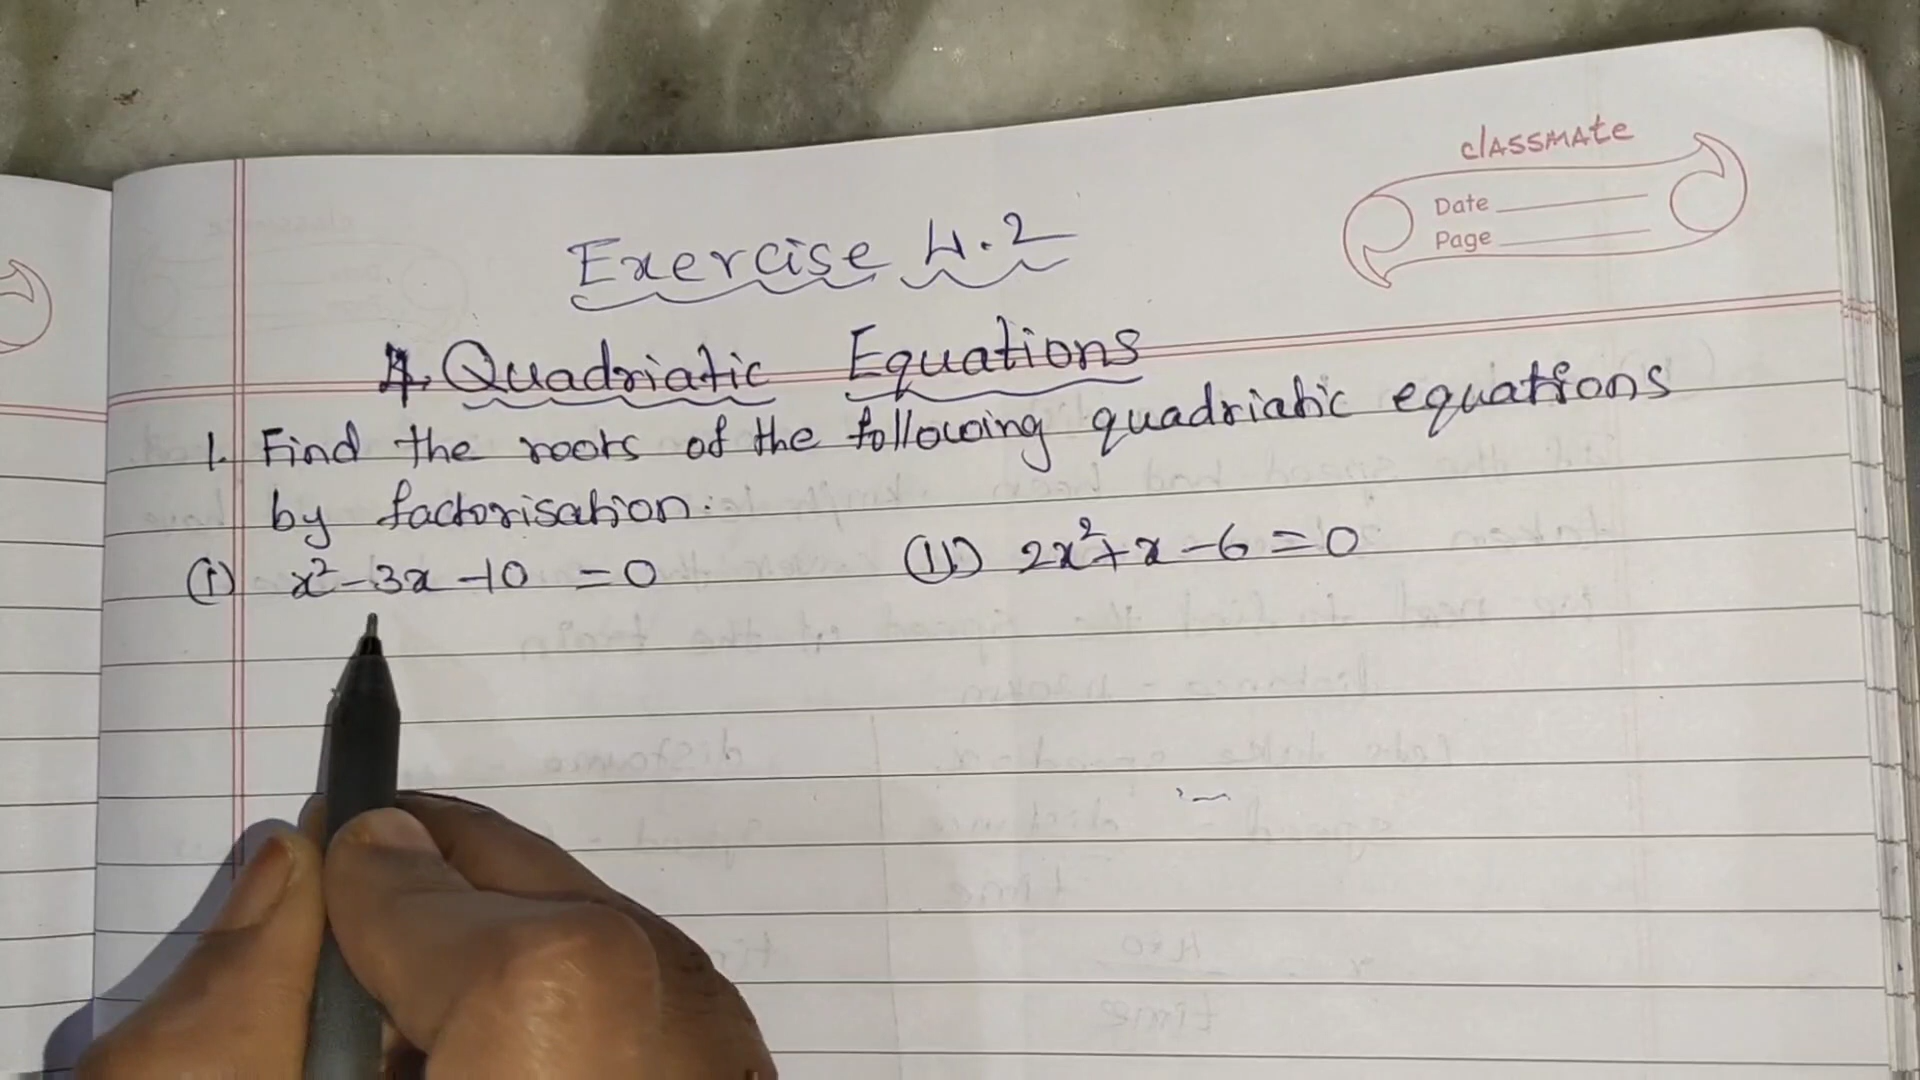 classmate
Date
Page
Exercise 4.2
4. Quadriatic Equations
1. Find the roots of the following quadriatic equations
by factorisation:
(i) x² - 3x - 10 = 0 (ii) 2x² + x - 6 = 0